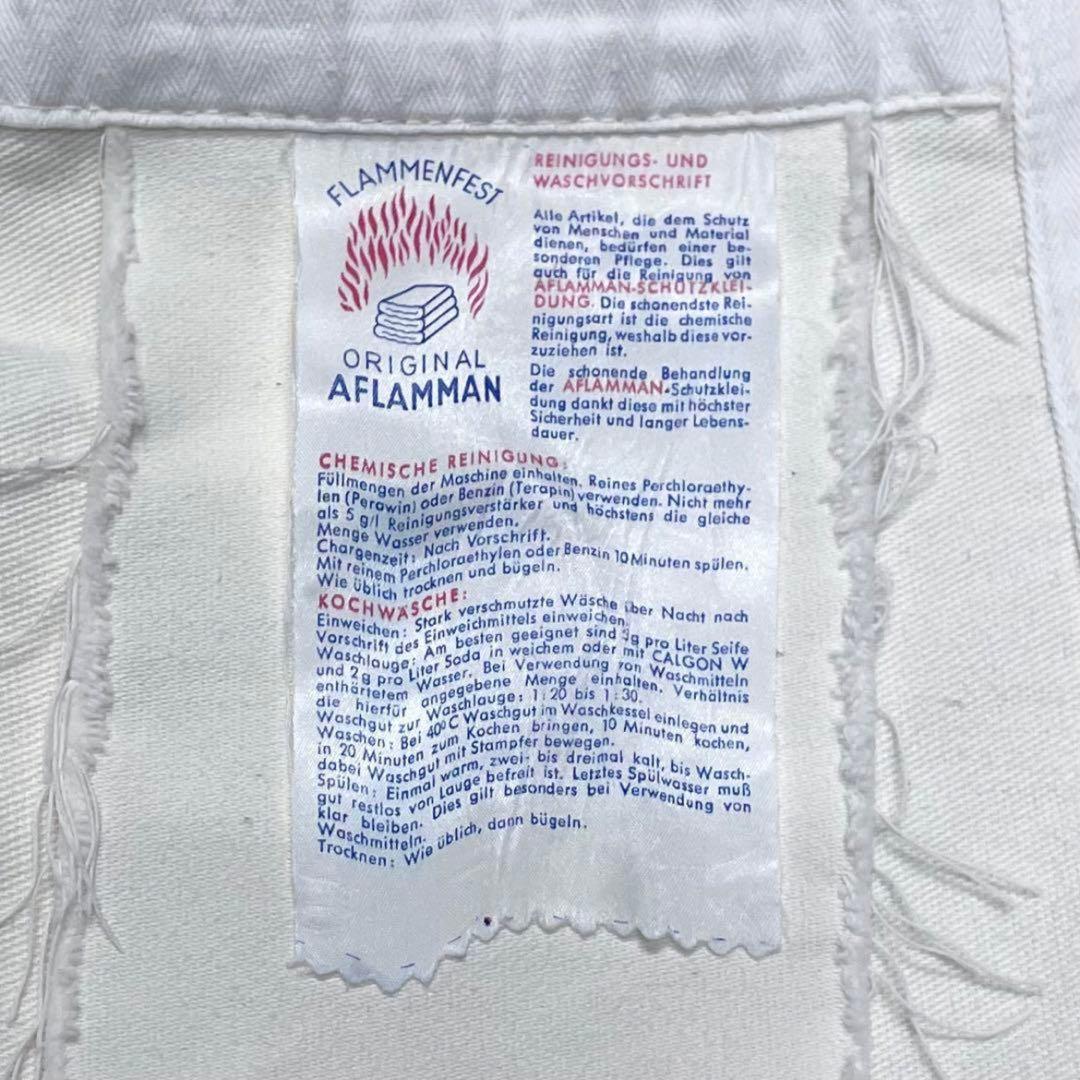 FLAMMENFEST
ORIGINAL
AFLAMMAN
REINIGUNGS- UND
WASCHVORSCHRIFT
Alle Artikel, die dem Schutz
von Menschen und Material
dienen, bedürfen einer be-
sonderen Pflege. Dies gilt
auch für die Reinigung von
AFLAMMAN-SCHUTZKLEI-
DUNG. Die schonendste Rei-
nigungsart ist die chemische
Reinigung, weshalb diese vor-
zuziehen ist.
Die schonende Behandlung
der AFLAMMAN-Schutzklei-
dung dankt diese mit höchster
Sicherheit und langer Lebens-
dauer.
CHEMISCHE REINIGUNG:
Füllmengen der Maschine einhalten. Reines Perchloraethy-
len (Perawin) oder Benzin (Terapin) verwenden. Nicht mehr
als 5 g/l Reinigungsverstärker und höchstens die gleiche
Menge Wasser verwenden.
Chargenzeit: Nach Vorschrift.
Mit reinem Perchloraethylen oder Benzin 10 Minuten spülen.
Wie üblich trocknen und bügeln.
KOCHWÄSCHE:
Einweichen: Stark verschmutzte Wäsche über Nacht nach
Vorschrift des Einweichmittels einweichen.
Waschlauge: Am besten geeignet sind 3g pro Liter Seife
und 2 g pro Liter Soda in weichem oder mit CALGON W
enthärtetem Wasser. Bei Verwendung von Waschmitteln
die hierfür angegebene Menge einhalten. Verhältnis
Waschgut zur Waschlauge: 1:20 bis 1:30.
Waschen: Bei 40°C Waschgut im Waschkessel einlegen und
in 20 Minuten zum Kochen bringen, 10 Minuten kochen,
dabei Waschgut mit Stampfer bewegen.
Spülen: Einmal warm, zwei- bis dreimal kalt, bis Wasch-
gut restlos von Lauge befreit ist. Letztes Spülwasser muß
klar bleiben. Dies gilt besonders bei Verwendung von
Waschmitteln.
Trocknen: Wie üblich, dann bügeln.